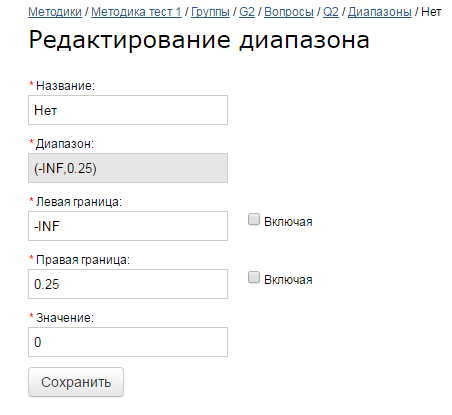 Методики / Методика тест 1 / Группы / G2 / Вопросы / Q2 / Диапазоны / Нет
Редактирование диапазона
* Название:
Нет
* Диапазон:
(-INF,0.25)
* Левая граница:
-INF
Включая
* Правая граница:
0.25
Включая
* Значение:
0
Сохранить